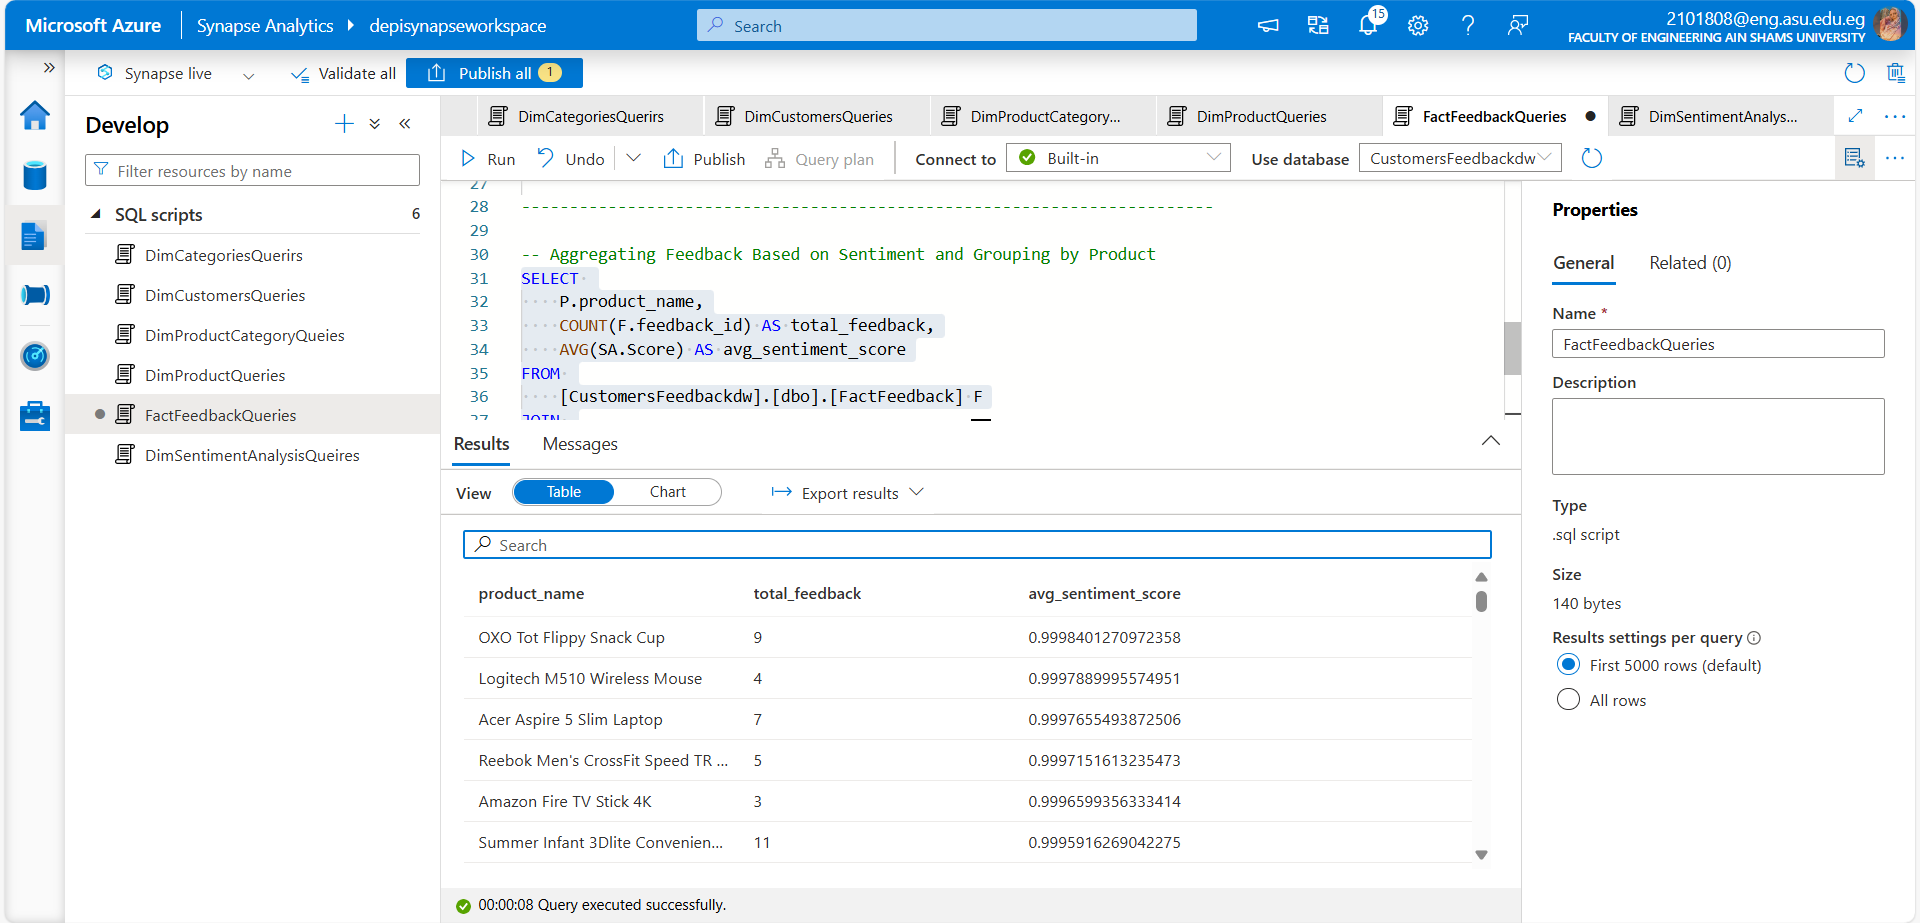 Microsoft Azure
Synapse Analytics
depisynapseworkspace
Search
15
2101808@eng.asu.edu.eg
FACULTY OF ENGINEERING AIN SHAMS UNIVERSITY
Synapse live
Validate all
Publish all 1
Develop
Filter resources by name
SQL scripts 6
DimCategoriesQuerirs
DimCustomersQueries
DimProductCategoryQueies
DimProductQueries
FactFeedbackQueries
DimSentimentAnalysisQueires
DimCategoriesQuerirs
DimCustomersQueries
DimProductCategory...
DimProductQueries
FactFeedbackQueries
DimSentimentAnalys...
Run Undo Publish Query plan Connect to Built-in Use database CustomersFeedbackdw
27
28 ------------------------------------------------------------------------
29
30 -- Aggregating Feedback Based on Sentiment and Grouping by Product
31 SELECT
32 P.product_name,
33 COUNT(F.feedback_id) AS total_feedback,
34 AVG(SA.Score) AS avg_sentiment_score
35 FROM
36 [CustomersFeedbackdw].[dbo].[FactFeedback] F
37 JOIN
Results Messages
View Table Chart Export results
Search
product_name total_feedback avg_sentiment_score
OXO Tot Flippy Snack Cup 9 0.9998401270972358
Logitech M510 Wireless Mouse 4 0.9997889995574951
Acer Aspire 5 Slim Laptop 7 0.9997655493872506
Reebok Men's CrossFit Speed TR ... 5 0.9997151613235473
Amazon Fire TV Stick 4K 3 0.9996599356333414
Summer Infant 3Dlite Convenien... 11 0.9995916269042275
00:00:08 Query executed successfully.
Properties
General Related (0)
Name *
FactFeedbackQueries
Description
Type
.sql script
Size
140 bytes
Results settings per query
First 5000 rows (default)
All rows